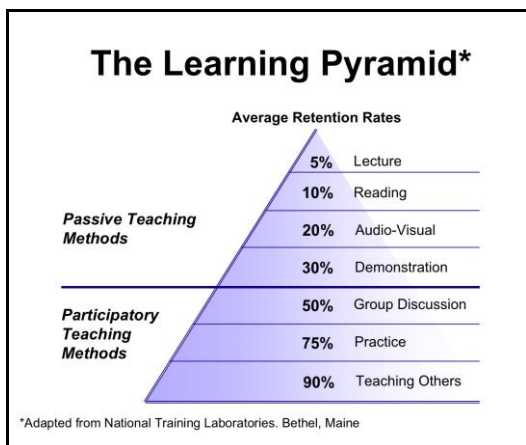 The Learning Pyramid*
Average Retention Rates
5% Lecture
10% Reading
Passive Teaching
Methods
20% Audio-Visual
30% Demonstration
Participatory
Teaching
Methods
50% Group Discussion
75% Practice
90% Teaching Others
*Adapted from National Training Laboratories. Bethel, Maine